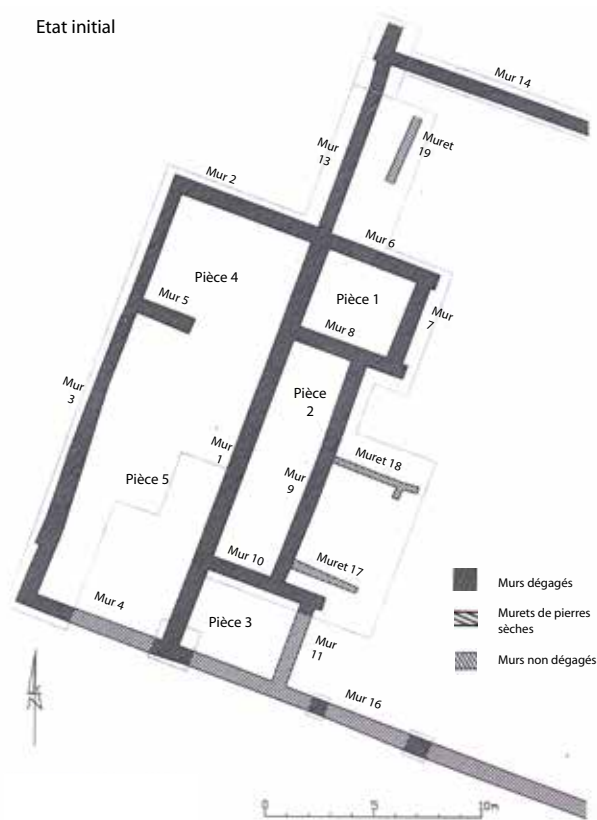 Etat initial
Mur 14
Muret
19
Mur
13
Mur 2
Mur 6
Pièce 4
Pièce 1
Mur
7
Mur 5
Mur 8
Mur
3
Pièce
2
Mur
1
Muret 18
Pièce 5
Mur
9
Mur 10
Muret 17
Murs dégagés
Mur 4
Pièce 3
Murets de pierres
sèches
Mur
11
Murs non dégagés
Mur 16
N
0
5
10m